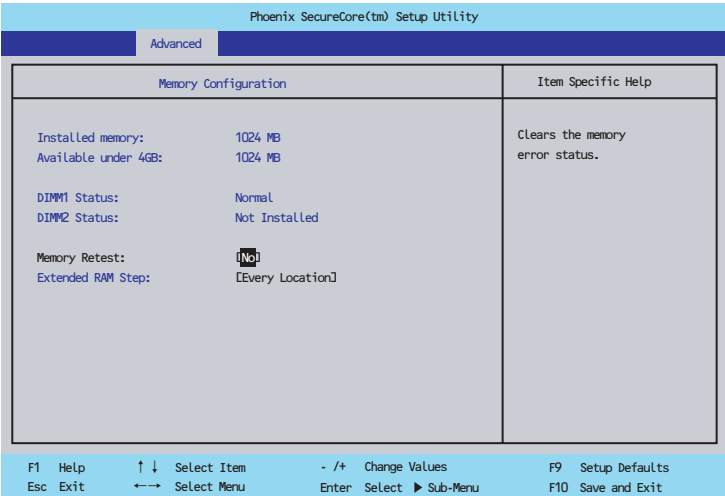 Phoenix SecureCore(tm) Setup Utility
Advanced
Memory Configuration
Item Specific Help
Installed memory: 1024 MB
Available under 4GB: 1024 MB
DIMM1 Status: Normal
DIMM2 Status: Not Installed
Memory Retest: [No]
Extended RAM Step: [Every Location]
Clears the memory
error status.
F1 Help ↑↓ Select Item - /+ Change Values F9 Setup Defaults
Esc Exit ←→ Select Menu Enter Select ▶ Sub-Menu F10 Save and Exit